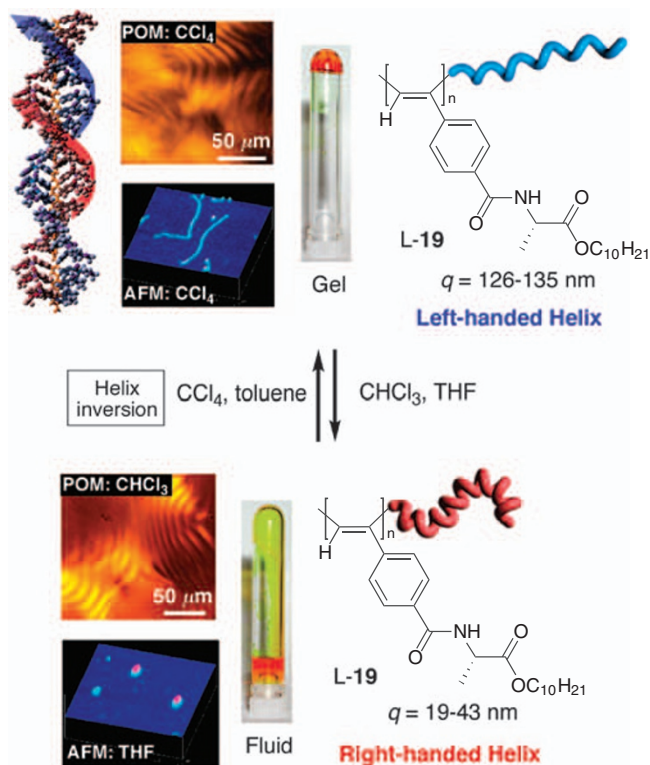 POM: CCl₄
50 μm
AFM: CCl₄
Gel
[ ]n
H
O
NH
O
OC₁₀H₂₁
L-19
q = 126-135 nm
Left-handed Helix
Helix
inversion
CCl₄, toluene
CHCl₃, THF
POM: CHCl₃
50 μm
AFM: THF
Fluid
[ ]n
H
O
NH
O
OC₁₀H₂₁
L-19
q = 19-43 nm
Right-handed Helix